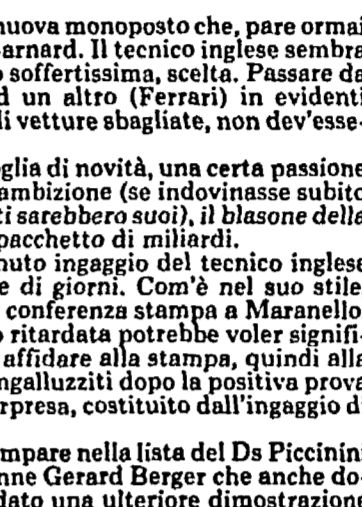 nuova monoposto che, pare ormai
arnard. Il tecnico inglese sembra
soffertissima, scelta. Passare da
un altro (Ferrari) in evidenti
di vetture sbagliate, non dev'esse-
glia di novità, una certa passione
ambizione (se indovinasse subito
ti sarebbero suoi), il blasone della
pacchetto di miliardi.
nuto ingaggio del tecnico inglese
e di giorni. Com'è nel suo stile
conferenza stampa a Maranello
ritardata potrebbe voler signifi-
affidare alla stampa, quindi alla
ngalluzziti dopo la positiva prova
rpresa, costituito dall'ingaggio di
mpare nella lista del Ds Piccinini
nne Gerard Berger che anche do-
dato una ulteriore dimostrazione